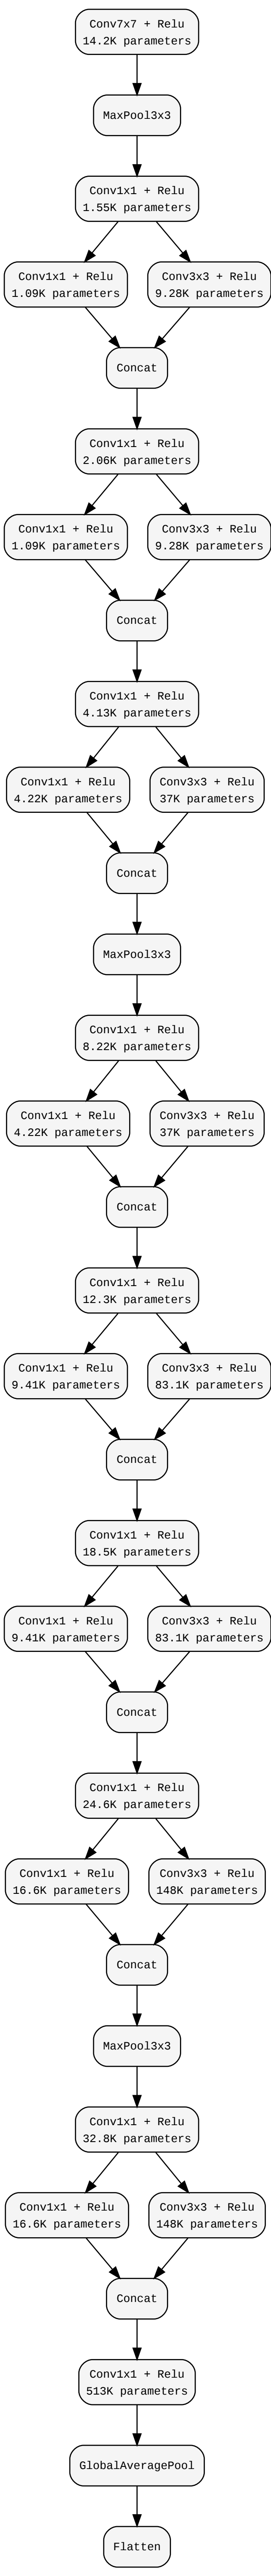 Conv7x7 + Relu
14.2K parameters
MaxPool3x3
Conv1x1 + Relu
1.55K parameters
Conv1x1 + Relu
1.09K parameters
Conv3x3 + Relu
9.28K parameters
Concat
Conv1x1 + Relu
2.06K parameters
Conv1x1 + Relu
1.09K parameters
Conv3x3 + Relu
9.28K parameters
Concat
Conv1x1 + Relu
4.13K parameters
Conv1x1 + Relu
4.22K parameters
Conv3x3 + Relu
37K parameters
Concat
MaxPool3x3
Conv1x1 + Relu
8.22K parameters
Conv1x1 + Relu
4.22K parameters
Conv3x3 + Relu
37K parameters
Concat
Conv1x1 + Relu
12.3K parameters
Conv1x1 + Relu
9.41K parameters
Conv3x3 + Relu
83.1K parameters
Concat
Conv1x1 + Relu
18.5K parameters
Conv1x1 + Relu
9.41K parameters
Conv3x3 + Relu
83.1K parameters
Concat
Conv1x1 + Relu
24.6K parameters
Conv1x1 + Relu
16.6K parameters
Conv3x3 + Relu
148K parameters
Concat
MaxPool3x3
Conv1x1 + Relu
32.8K parameters
Conv1x1 + Relu
16.6K parameters
Conv3x3 + Relu
148K parameters
Concat
Conv1x1 + Relu
513K parameters
GlobalAveragePool
Flatten